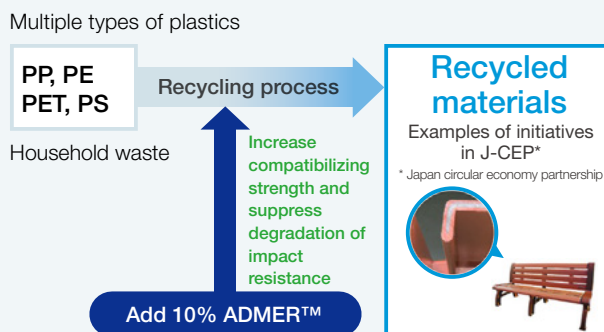 Multiple types of plastics
PP, PE
PET, PS
Household waste
Recycling process
Increase
compatibilizing
strength and
suppress
degradation of
impact
resistance
Add 10% ADMER™
Recycled
materials
Examples of initiatives
in J-CEP*
* Japan circular economy partnership